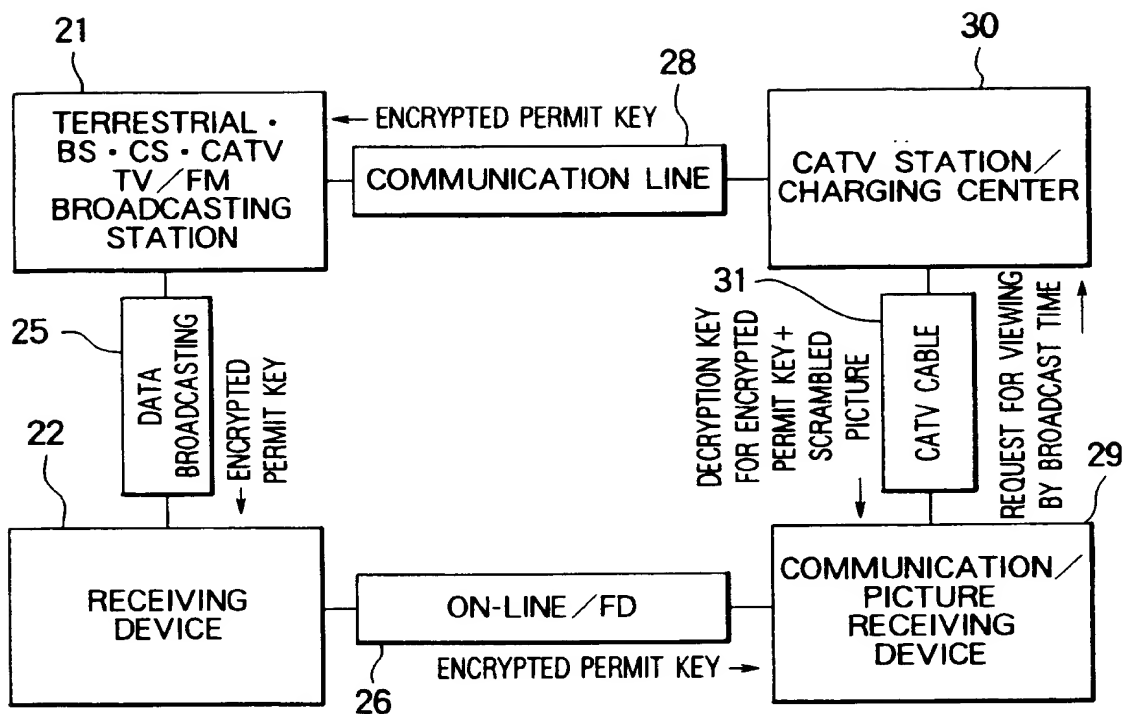 21
30
28
TERRESTRIAL・
BS・CS・CATV
TV/FM
BROADCASTING
STATION
← ENCRYPTED PERMIT KEY
COMMUNICATION LINE
CATV STATION/
CHARGING CENTER
25
DATA
BROADCASTING
ENCRYPTED
PERMIT KEY
↓
31
DECRYPTION KEY
FOR ENCRYPTED
PERMIT KEY+
SCRAMBLED
PICTURE
↓
CATV CABLE
REQUEST FOR VIEWING
BY BROADCAST TIME
↑
22
29
RECEIVING
DEVICE
ON-LINE/FD
COMMUNICATION/
PICTURE
RECEIVING
DEVICE
26
ENCRYPTED PERMIT KEY →